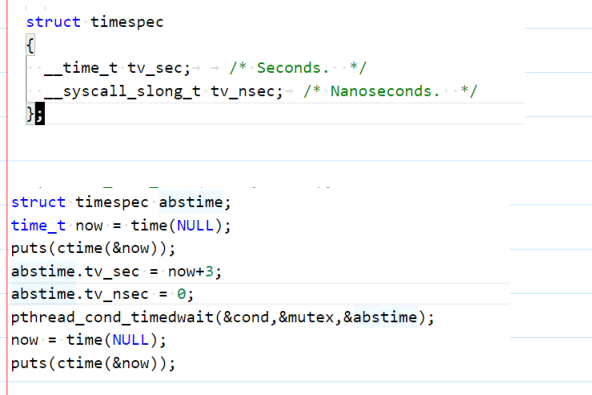 struct timespec
{
__time_t tv_sec; /* Seconds. */
__syscall_slong_t tv_nsec; /* Nanoseconds. */
};
struct timespec abstime;
time_t now = time(NULL);
puts(ctime(&now));
abstime.tv_sec = now+3;
abstime.tv_nsec = 0;
pthread_cond_timedwait(&cond,&mutex,&abstime);
now = time(NULL);
puts(ctime(&now));